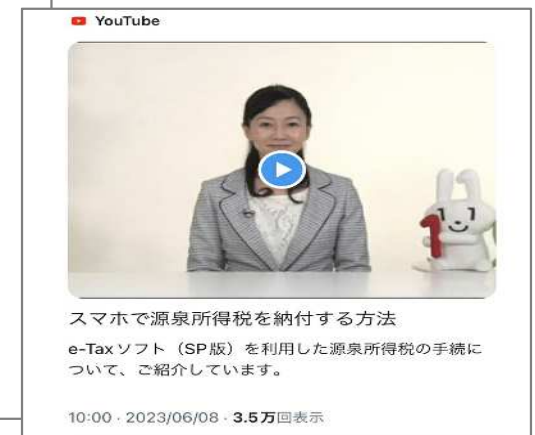 YouTube
スマホで源泉所得税を納付する方法
e-Taxソフト（SP版）を利用した源泉所得税の手続に
ついて、ご紹介しています。
10:00 · 2023/06/08 · 3.5万回表示